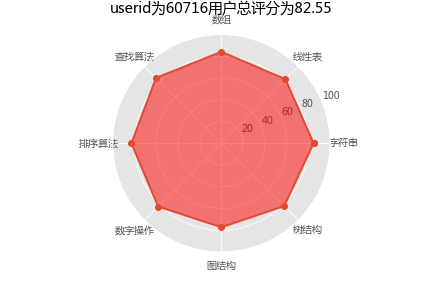 userid为60716用户总评分为82.55
数组
查找算法
线性表
100
80
60
40
20
排序算法
字符串
数字操作
树结构
图结构